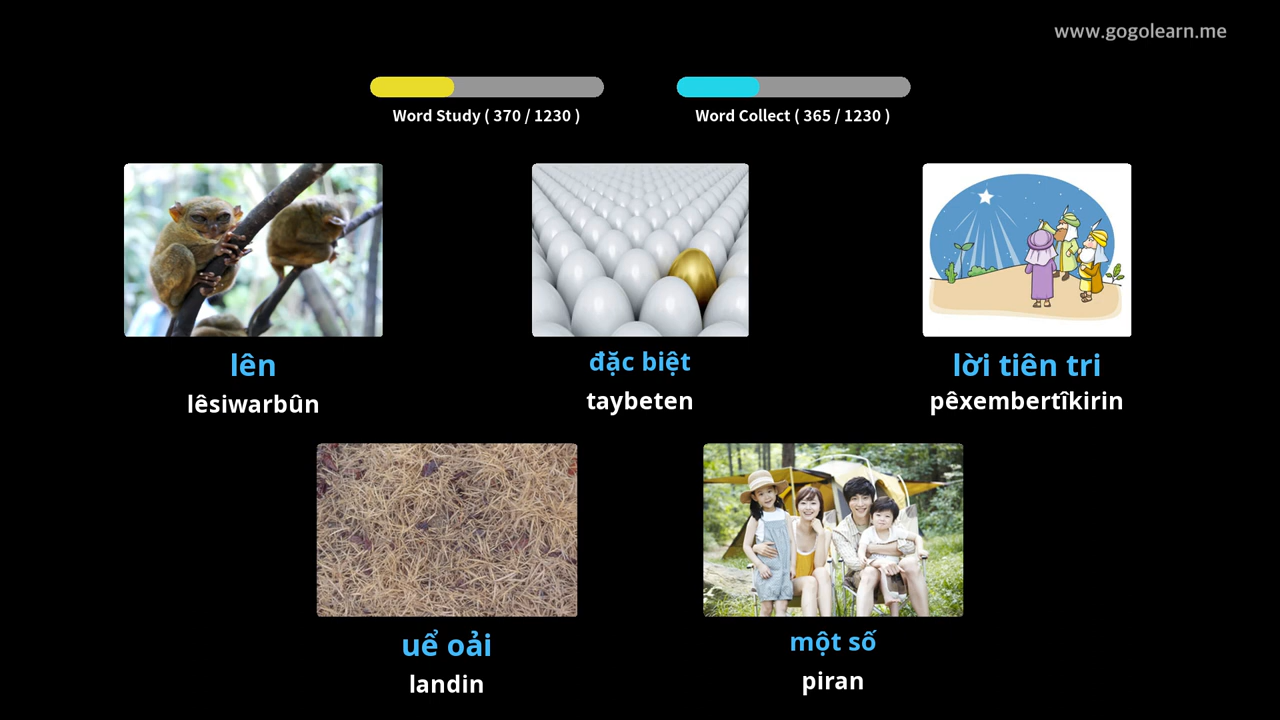 www.gogolearn.me
Word Study ( 370 / 1230 )
Word Collect ( 365 / 1230 )
lên
lêsiwarbûn
đặc biệt
taybeten
lời tiên tri
pêxembertîkirin
uể oải
landin
một số
piran